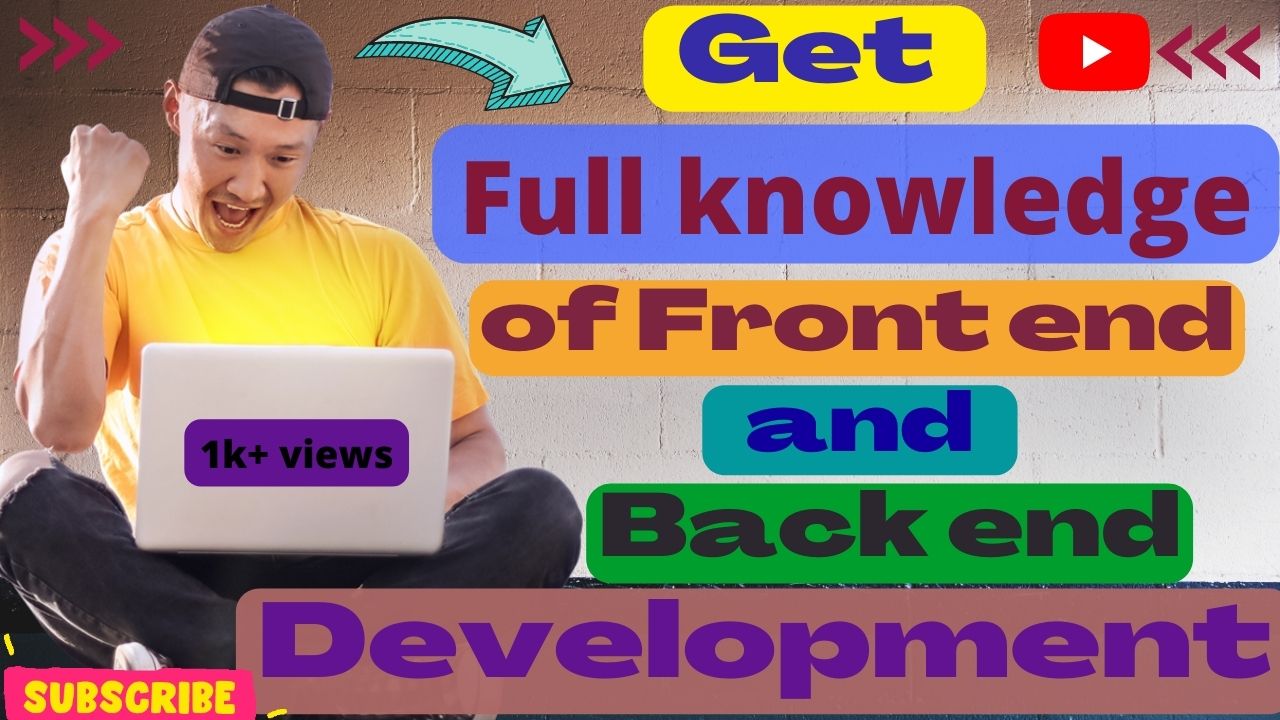 Get
Full knowledge
of Front end
and
1k+ views
Back end
Development
SUBSCRIBE